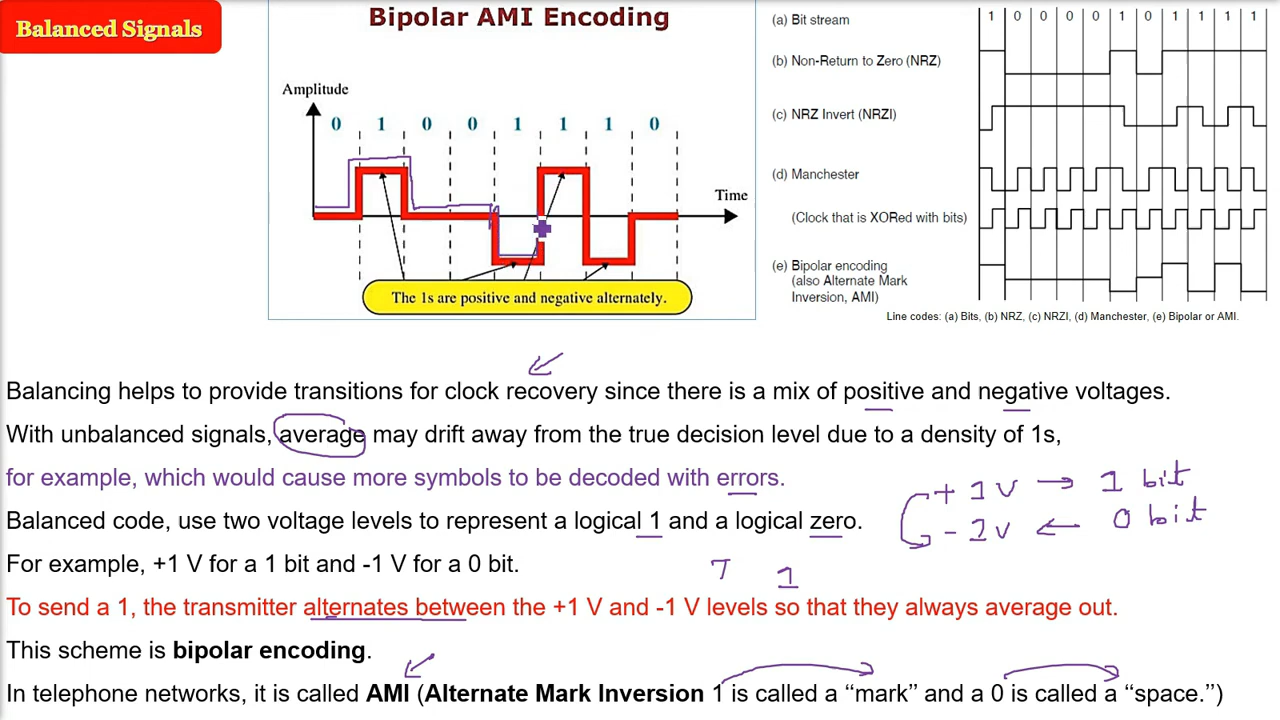 Balanced Signals
Bipolar AMI Encoding
Amplitude
0 1 0 0 1 1 1 0
Time
The 1s are positive and negative alternately.
(a) Bit stream
1 0 0 0 0 1 0 1 1 1 1
(b) Non-Return to Zero (NRZ)
(c) NRZ Invert (NRZI)
(d) Manchester
(Clock that is XORed with bits)
(e) Bipolar encoding
(also Alternate Mark
Inversion, AMI)
Line codes: (a) Bits, (b) NRZ, (c) NRZI, (d) Manchester, (e) Bipolar or AMI.
Balancing helps to provide transitions for clock recovery since there is a mix of positive and negative voltages.
With unbalanced signals, average may drift away from the true decision level due to a density of 1s,
for example, which would cause more symbols to be decoded with errors.
+ 1 V → 1 bit
Balanced code, use two voltage levels to represent a logical 1 and a logical zero.
0 bit
For example, +1 V for a 1 bit and -1 V for a 0 bit.
1
To send a 1, the transmitter alternates between the +1 V and -1 V levels so that they always average out.
This scheme is bipolar encoding.
In telephone networks, it is called AMI (Alternate Mark Inversion 1 is called a ‘‘mark’’ and a 0 is called a ‘‘space.’’)